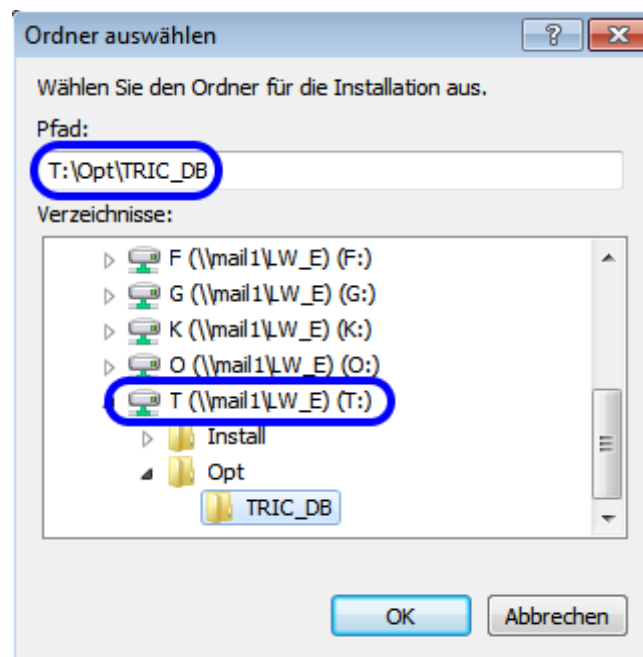 Ordner auswählen
Wählen Sie den Ordner für die Installation aus.
Pfad:
T:\Opt\TRIC_DB
Verzeichnisse:
F (\\mail1\LW_E) (F:)
G (\\mail1\LW_E) (G:)
K (\\mail1\LW_E) (K:)
O (\\mail1\LW_E) (O:)
T (\\mail1\LW_E) (T:)
Install
Opt
TRIC_DB
OK Abbrechen